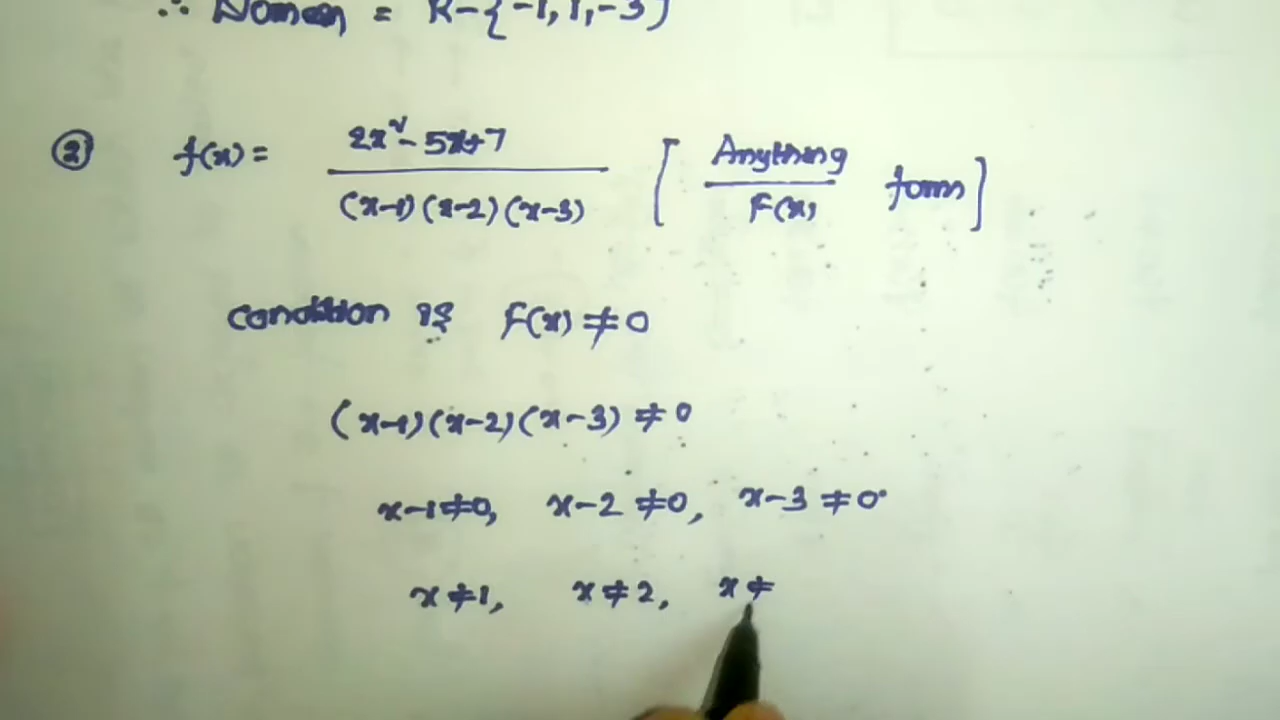 ∴ Domain = R-{-1,1,-3}
② f(x) = 2x²-5x+7 / (x-1)(x-2)(x-3) [Anything / F(x) form]
condition is F(x) ≠ 0
(x-1)(x-2)(x-3) ≠ 0
x-1≠0, x-2≠0, x-3≠0
x≠1, x≠2, x≠